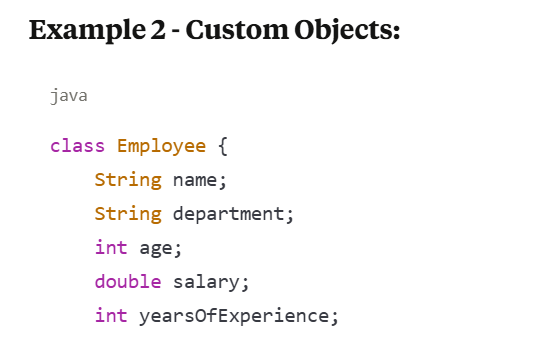 Example 2 - Custom Objects:
java
class Employee {
    String name;
    String department;
    int age;
    double salary;
    int yearsOfExperience;